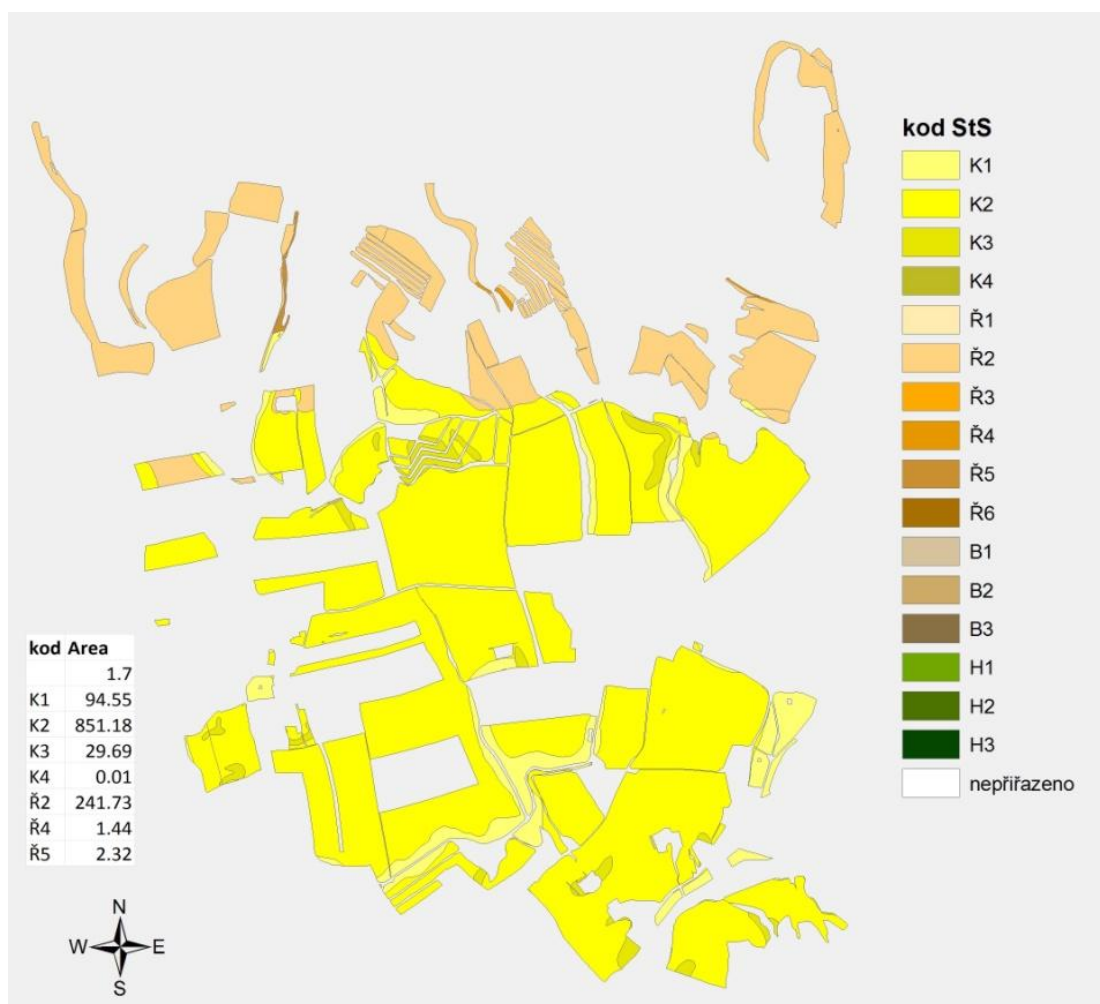 kod StS
K1
K2
K3
K4
Ř1
Ř2
Ř3
Ř4
Ř5
Ř6
B1
B2
B3
H1
H2
H3
nepřiřazeno
kod Area
1.7
K1 94.55
K2 851.18
K3 29.69
K4 0.01
Ř2 241.73
Ř4 1.44
Ř5 2.32
N
W E
S